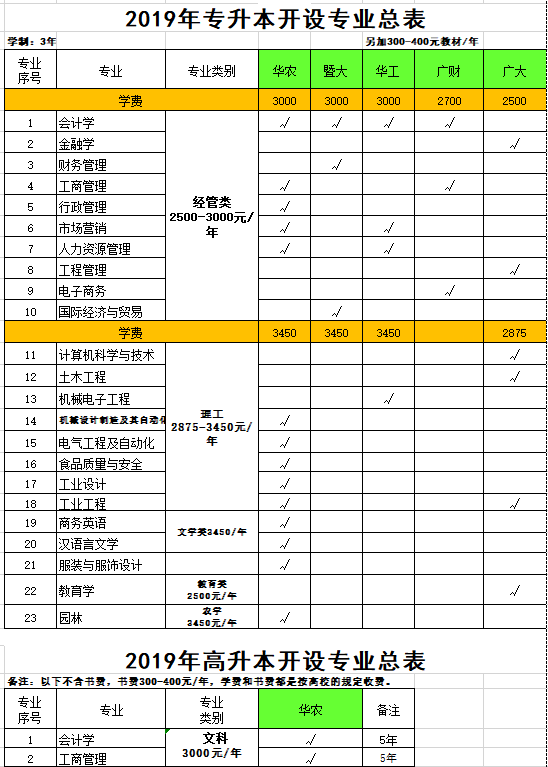 2019年专升本开设专业总表
学制：3年 另加300-400元教材/年
专业序号 专业 专业类别 华农 暨大 华工 广财 广大
学费 3000 3000 3000 2700 2500
1 会计学 √ √ √ √
2 金融学 √
3 财务管理 √
4 工商管理 √ √
5 行政管理 √
6 市场营销 √ √
7 人力资源管理 √ √
8 工程管理 √
9 电子商务 √
10 国际经济与贸易 √
经管类
2500-3000元/
年
学费 3450 3450 3450 2875
11 计算机科学与技术 √
12 土木工程 √
13 机械电子工程 √
14 机械设计制造及其自动化 √
15 电气工程及自动化 √
16 食品质量与安全 √
17 工业设计 √
18 工业工程 √ √
理工
2875-3450元/
年
19 商务英语 √
20 汉语言文学 √
文学类3450/年
21 服装与服饰设计 √
22 教育学 教育类 2500元/年 √
23 园林 农学 3450元/年 √
2019年高升本开设专业总表
备注：以下不含书费，书费300-400元/年，学费和书费都是按高校的规定收费。
专业序号 专业 专业类别 华农 备注
1 会计学 文科 √ 5年
2 工商管理 3000元/年 √ 5年